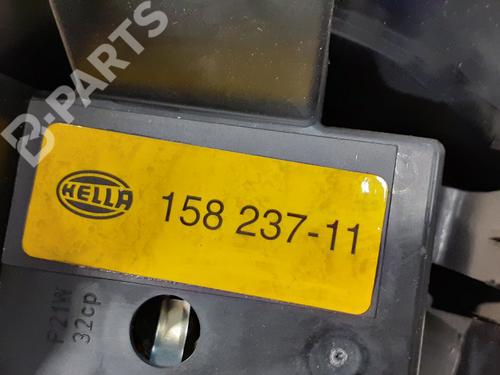 B-PARTS
HELLA
158 237-11
P21W
32cp